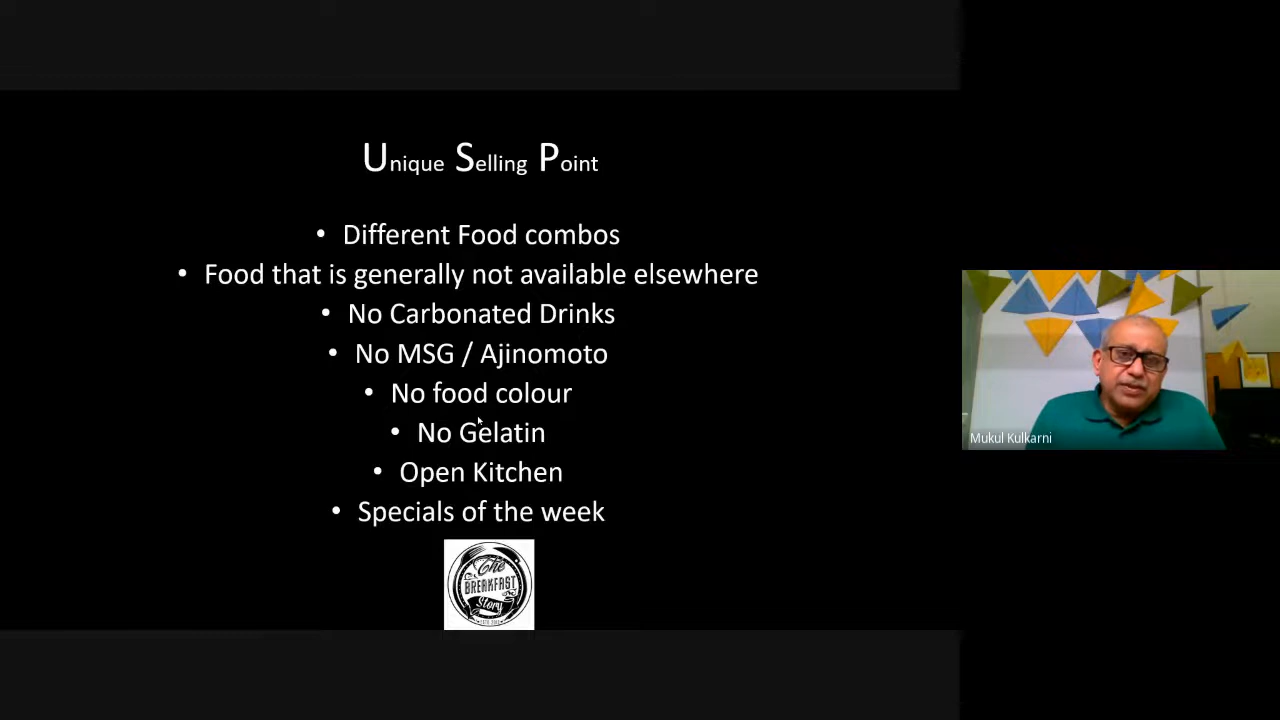 Unique Selling Point
• Different Food combos
• Food that is generally not available elsewhere
• No Carbonated Drinks
• No MSG / Ajinomoto
• No food colour
• No Gelatin
• Open Kitchen
• Specials of the week
The
BREAKFAST
Story
Mukul Kulkarni